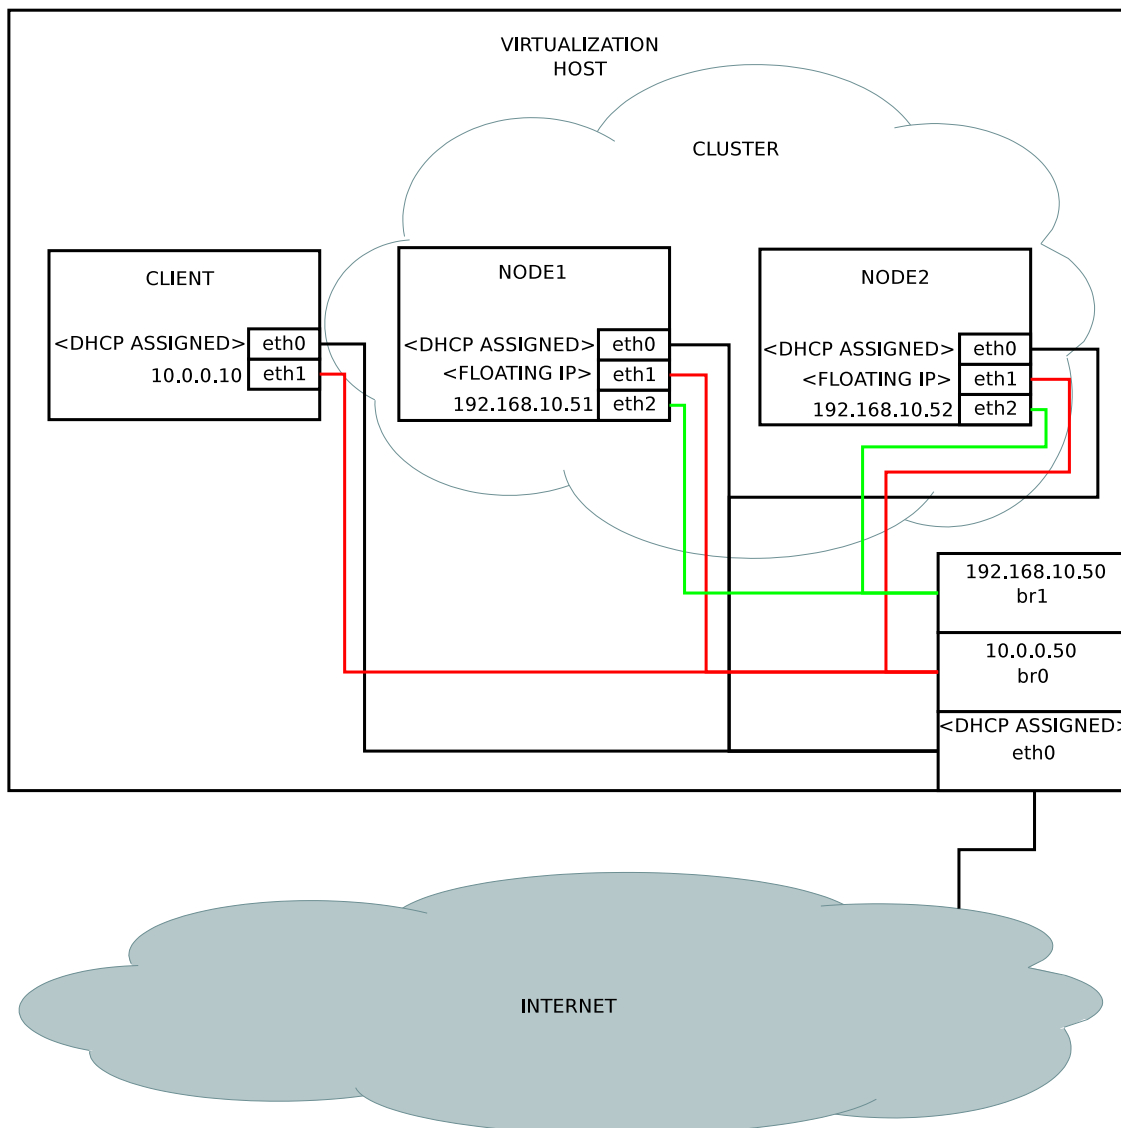 VIRTUALIZATION
HOST
CLUSTER
CLIENT
<DHCP ASSIGNED> eth0
10.0.0.10 eth1
NODE1
<DHCP ASSIGNED> eth0
<FLOATING IP> eth1
192.168.10.51 eth2
NODE2
<DHCP ASSIGNED> eth0
<FLOATING IP> eth1
192.168.10.52 eth2
192.168.10.50
br1
10.0.0.50
br0
<DHCP ASSIGNED>
eth0
INTERNET